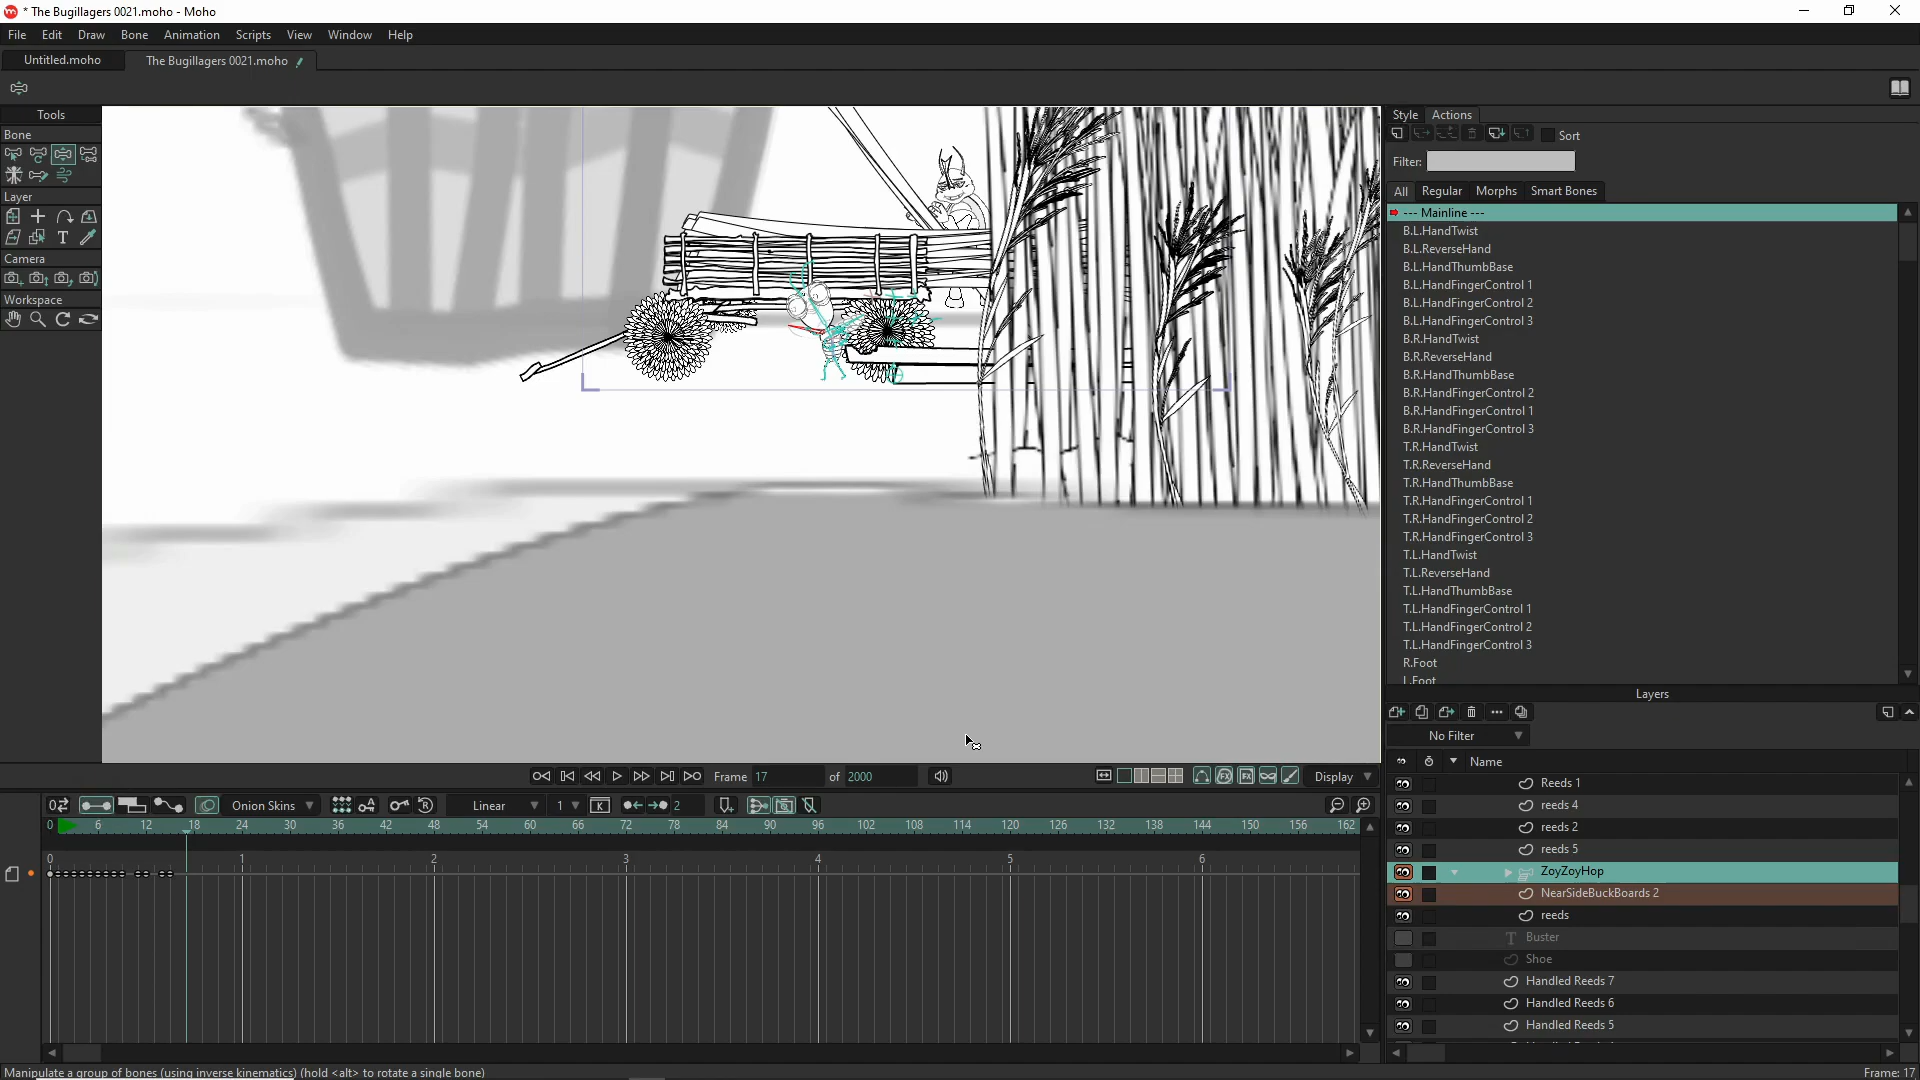 * The Bugillagers 0021.moho - Moho
File Edit Draw Bone Animation Scripts View Window Help
Untitled.moho The Bugillagers 0021.moho
Tools
Bone
Layer
Camera
Workspace
Style Actions
Sort
Filter:
All Regular Morphs Smart Bones
--- Mainline ---
B.L.HandTwist
B.L.ReverseHand
B.L.HandThumbBase
B.L.HandFingerControl 1
B.L.HandFingerControl 2
B.L.HandFingerControl 3
B.R.HandTwist
B.R.ReverseHand
B.R.HandThumbBase
B.R.HandFingerControl 2
B.R.HandFingerControl 1
B.R.HandFingerControl 3
T.R.HandTwist
T.R.ReverseHand
T.R.HandThumbBase
T.R.HandFingerControl 1
T.R.HandFingerControl 2
T.R.HandFingerControl 3
T.L.HandTwist
T.L.ReverseHand
T.L.HandThumbBase
T.L.HandFingerControl 1
T.L.HandFingerControl 2
T.L.HandFingerControl 3
R.Foot
L.Foot
Layers
No Filter
Name
Reeds 1
reeds 4
reeds 2
reeds 5
ZoyZoyHop
NearSideBuckBoards 2
reeds
T Buster
Shoe
Handled Reeds 7
Handled Reeds 6
Handled Reeds 5
Frame 17 of 2000
Display
Onion Skins Linear 1 K 2
0 6 12 18 24 30 36 42 48 54 60 66 72 78 84 90 96 102 108 114 120 126 132 138 144 150 156 162
0 1 2 3 4 5 6
Manipulate a group of bones (using inverse kinematics) (hold <alt> to rotate a single bone)
Frame: 17